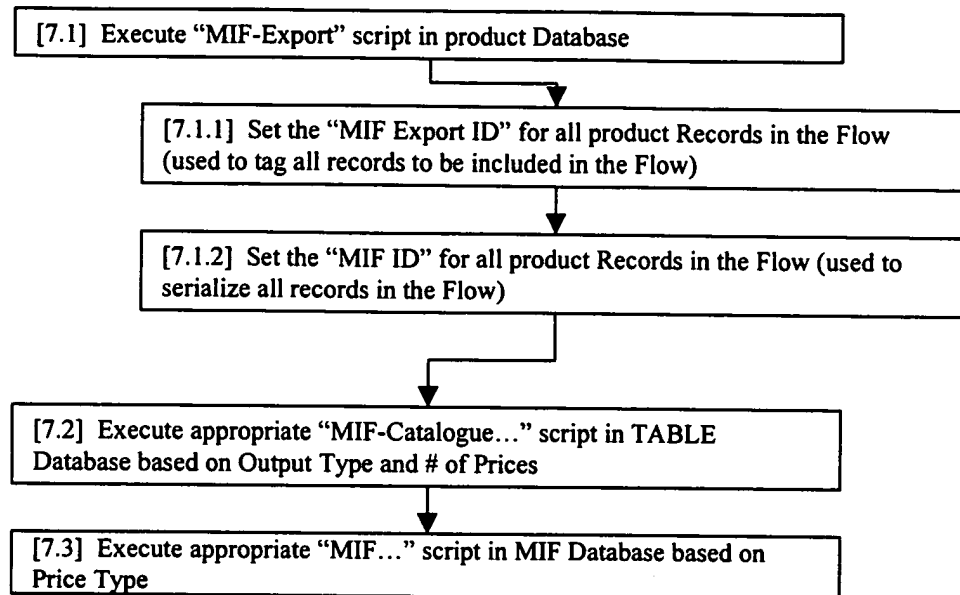 [7.1] Execute “MIF-Export” script in product Database
[7.1.1] Set the “MIF Export ID” for all product Records in the Flow
(used to tag all records to be included in the Flow)
[7.1.2] Set the “MIF ID” for all product Records in the Flow (used to
serialize all records in the Flow)
[7.2] Execute appropriate “MIF-Catalogue…” script in TABLE
Database based on Output Type and # of Prices
[7.3] Execute appropriate “MIF…” script in MIF Database based on
Price Type